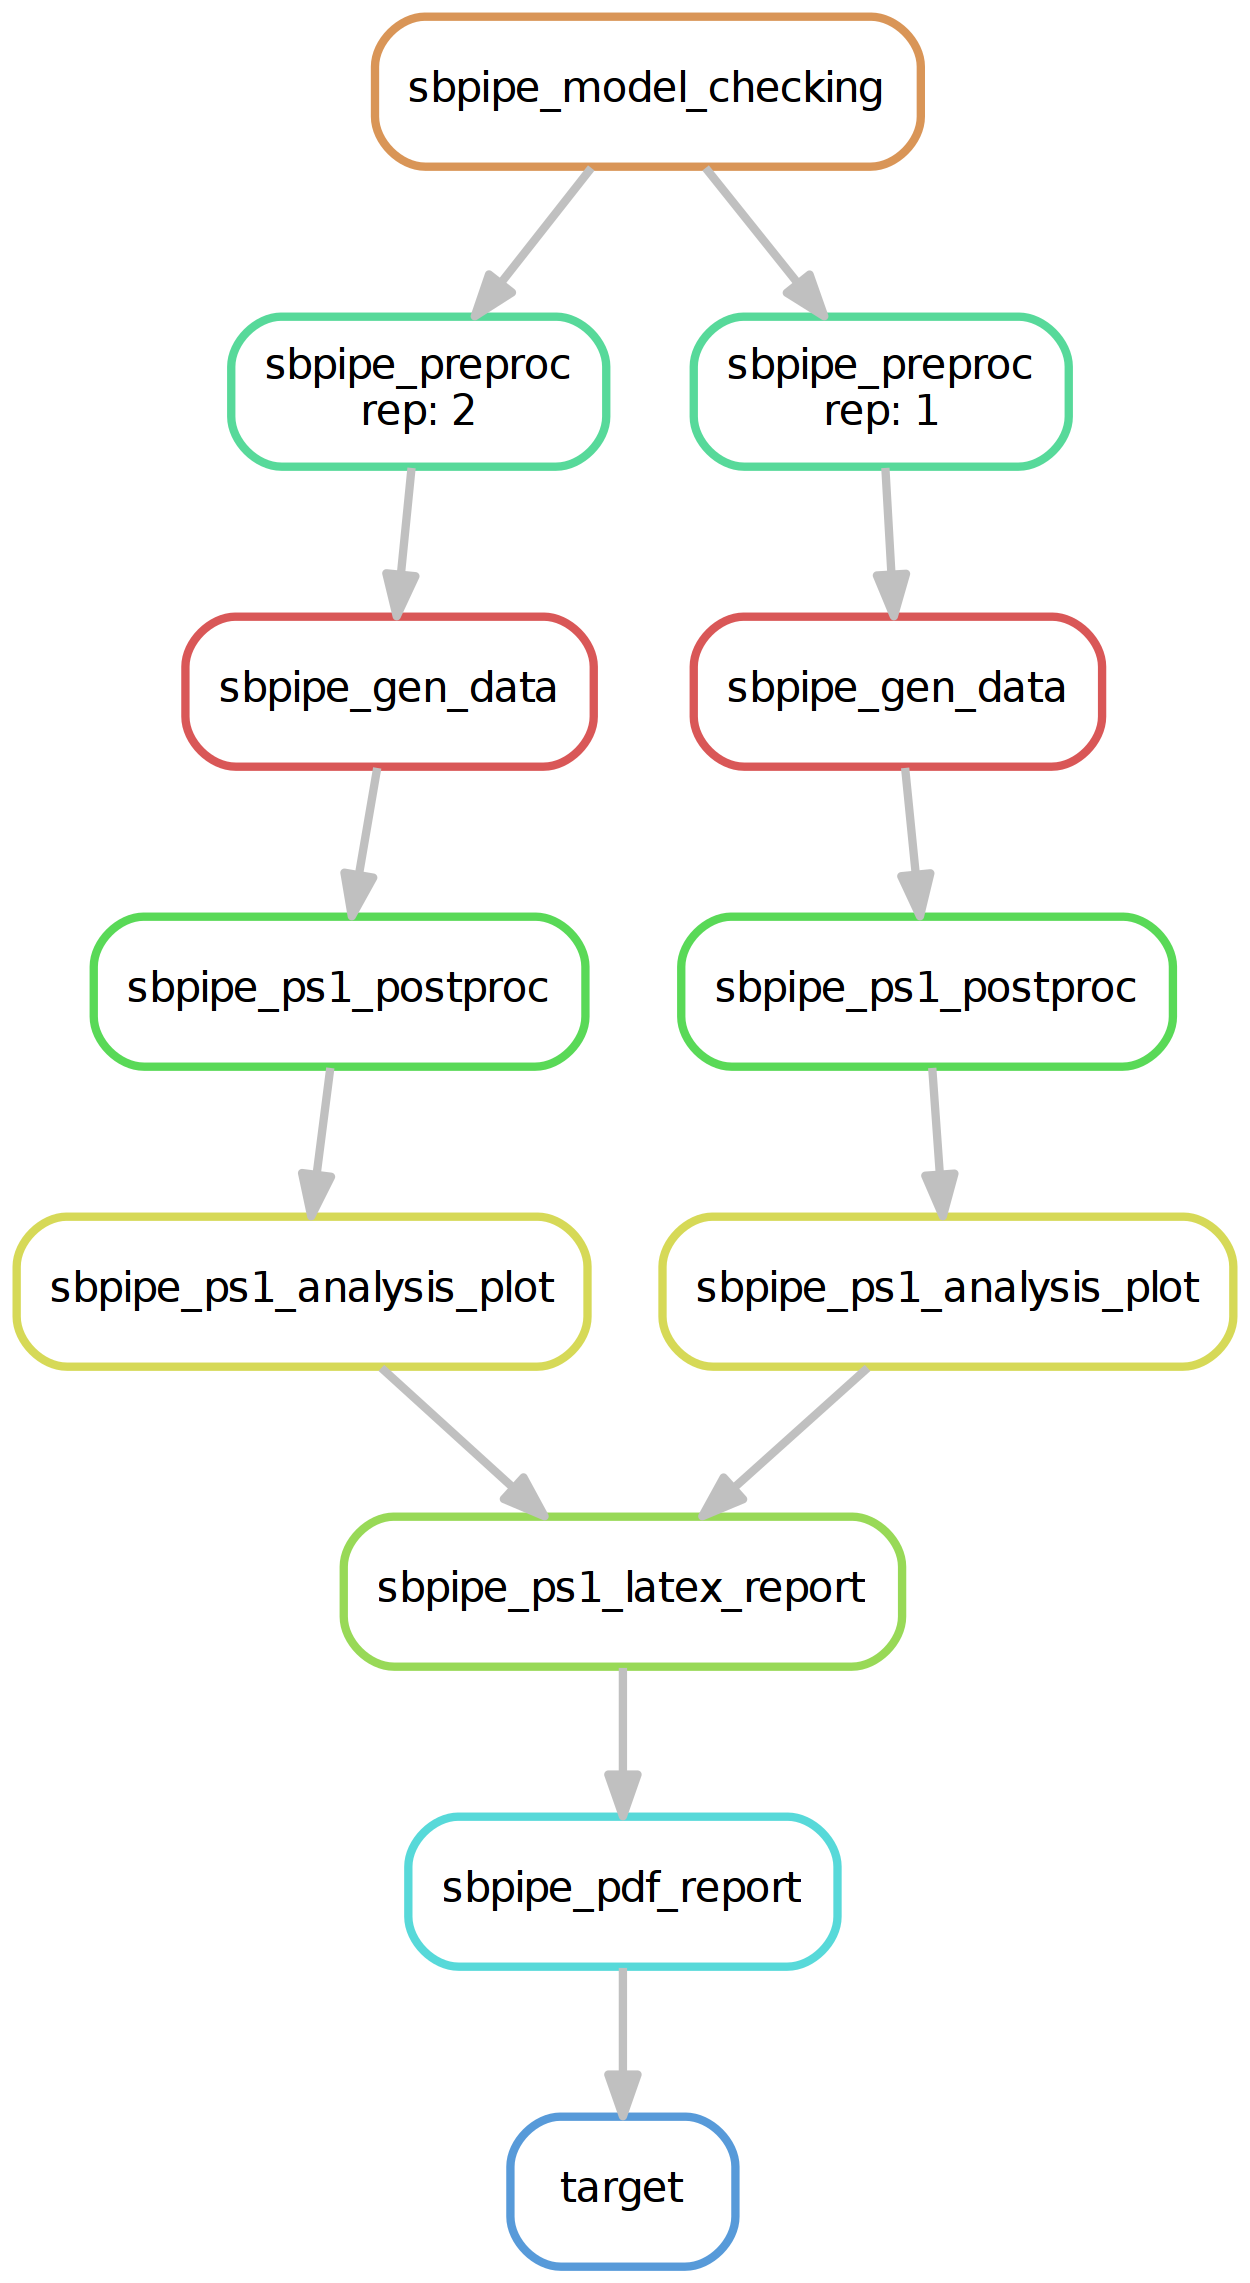 sbpipe_model_checking
sbpipe_preproc
rep: 2
sbpipe_preproc
rep: 1
sbpipe_gen_data
sbpipe_gen_data
sbpipe_ps1_postproc
sbpipe_ps1_postproc
sbpipe_ps1_analysis_plot
sbpipe_ps1_analysis_plot
sbpipe_ps1_latex_report
sbpipe_pdf_report
target